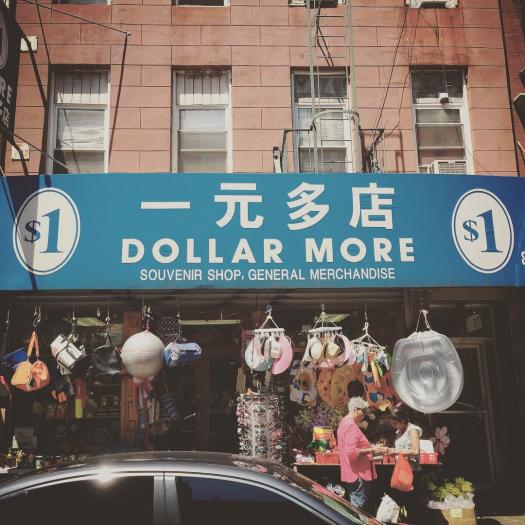 $1
一元多店
$1
DOLLAR MORE
SOUVENIR SHOP, GENERAL MERCHANDISE